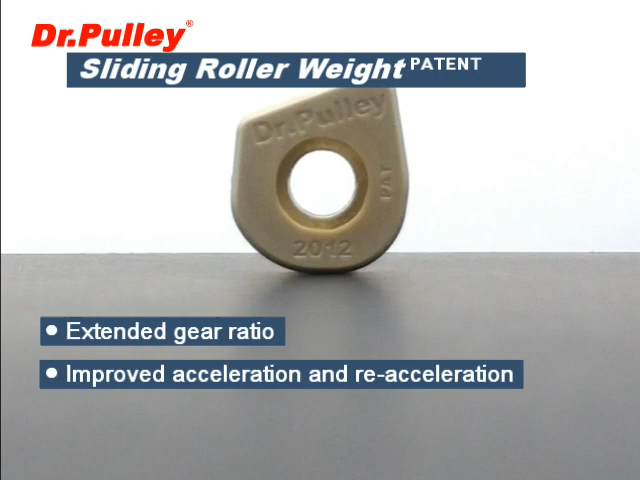 Dr.Pulley®
Sliding Roller Weight PATENT
Dr.Pulley
PAT
2012
• Extended gear ratio
• Improved acceleration and re-acceleration